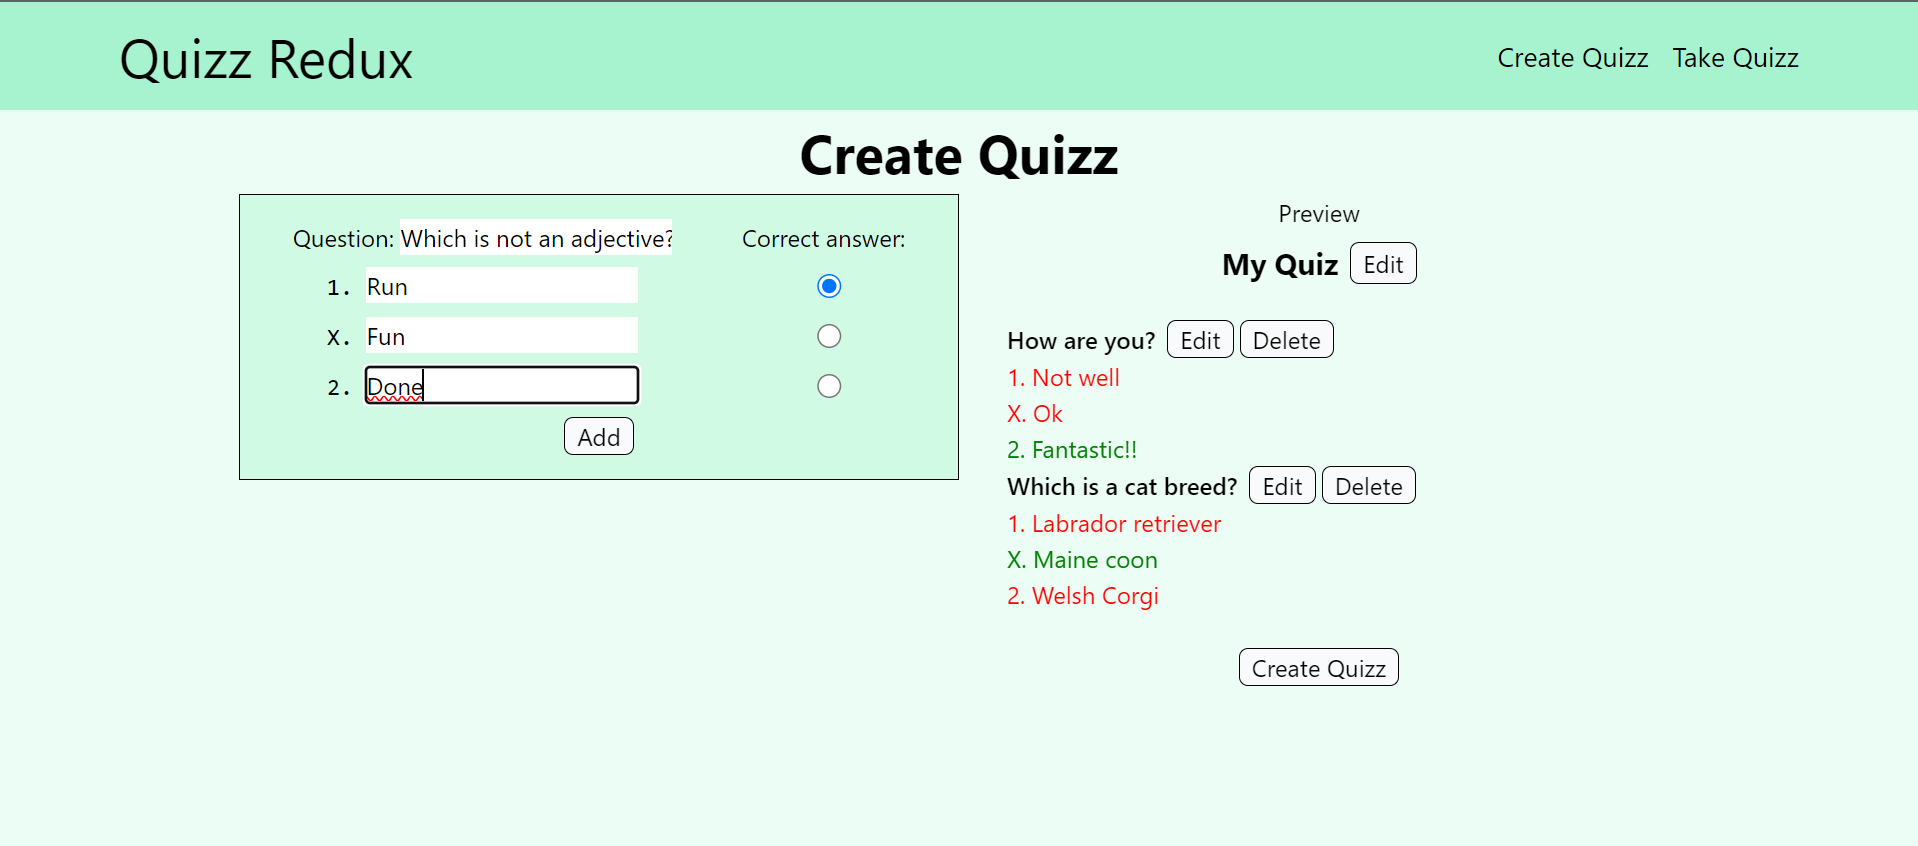 Quizz Redux
Create Quizz Take Quizz
Create Quizz
Question: Which is not an adjective? Correct answer:
1. Run
X. Fun
2. Done
Add
Preview
My Quiz Edit
How are you? Edit Delete
1. Not well
X. Ok
2. Fantastic!!
Which is a cat breed? Edit Delete
1. Labrador retriever
X. Maine coon
2. Welsh Corgi
Create Quizz